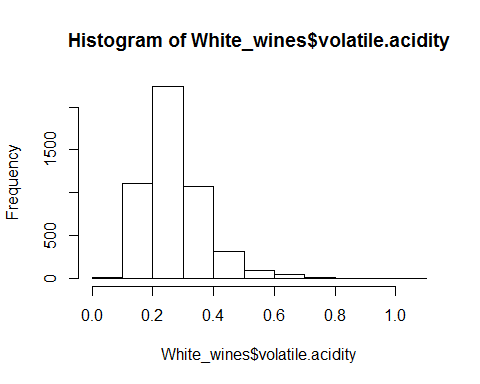 Histogram of White_wines$volatile.acidity
Frequency
1500
500
0
0.0 0.2 0.4 0.6 0.8 1.0
White_wines$volatile.acidity